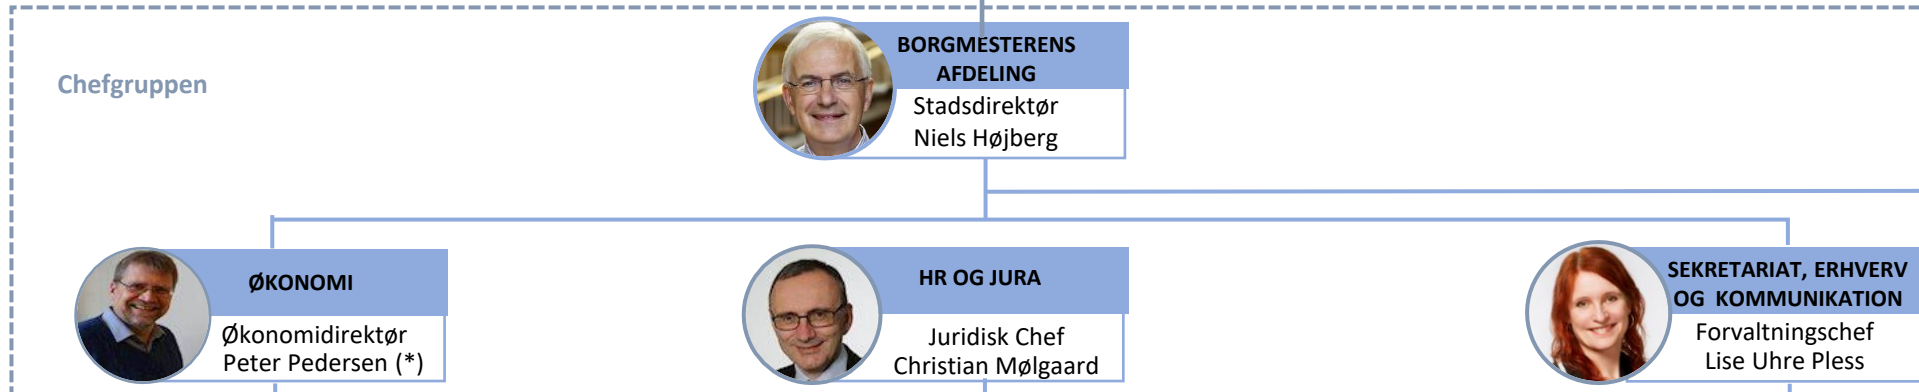 Chefgruppen
BORGMESTERENS
AFDELING
Stadsdirektør
Niels Højberg
ØKONOMI
Økonomidirektør
Peter Pedersen (*)
HR OG JURA
Juridisk Chef
Christian Mølgaard
SEKRETARIAT, ERHVERV
OG KOMMUNIKATION
Forvaltningschef
Lise Uhre Pless